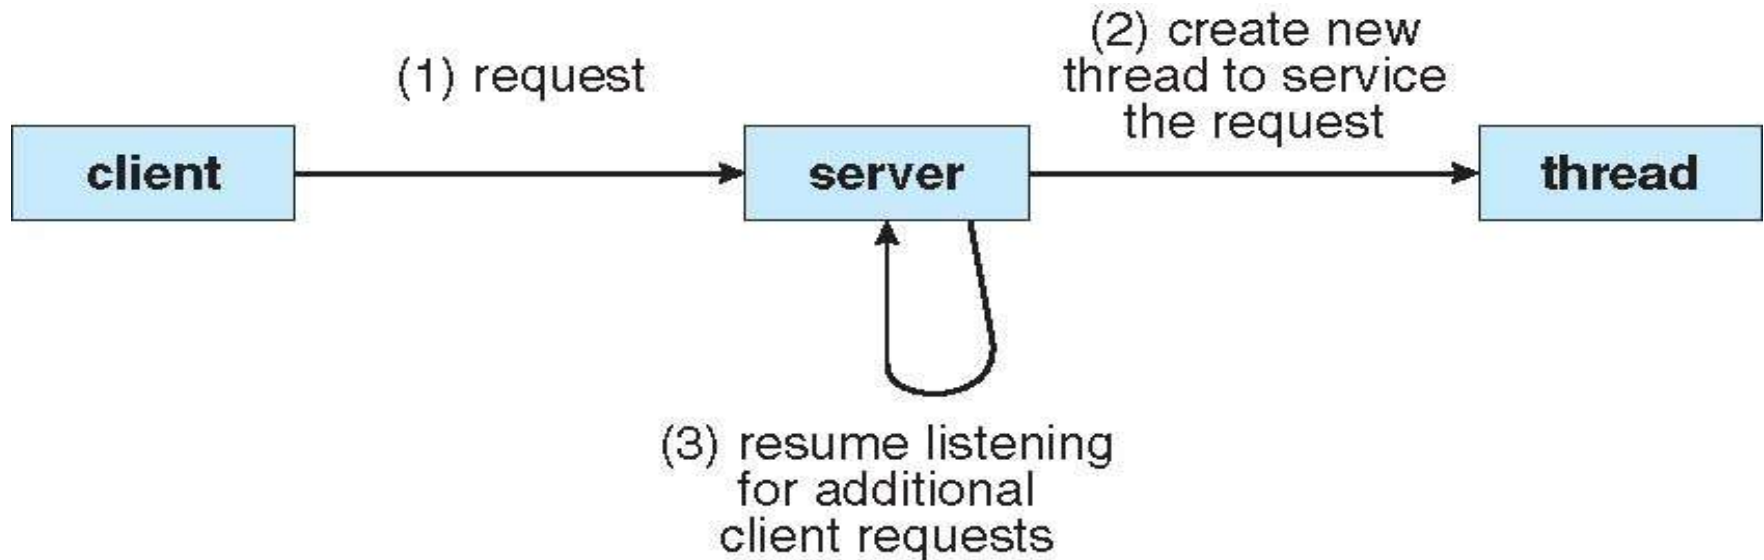 (1) request
(2) create new
thread to service
the request
client
server
thread
(3) resume listening
for additional
client requests